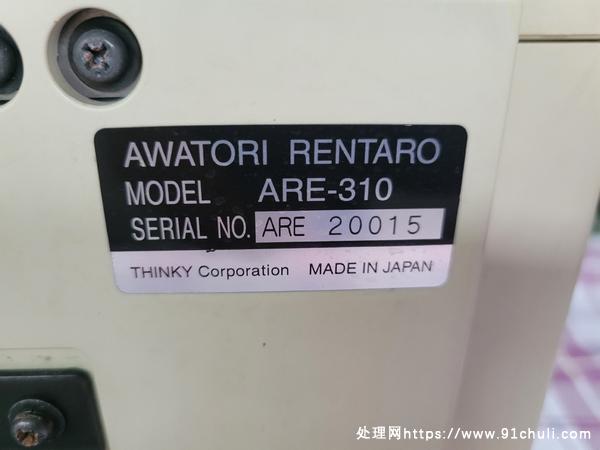 AWATORI RENTARO
MODEL ARE-310
SERIAL NO. ARE 20015
THINKY Corporation MADE IN JAPAN
处理网https://www.91chuli.com/